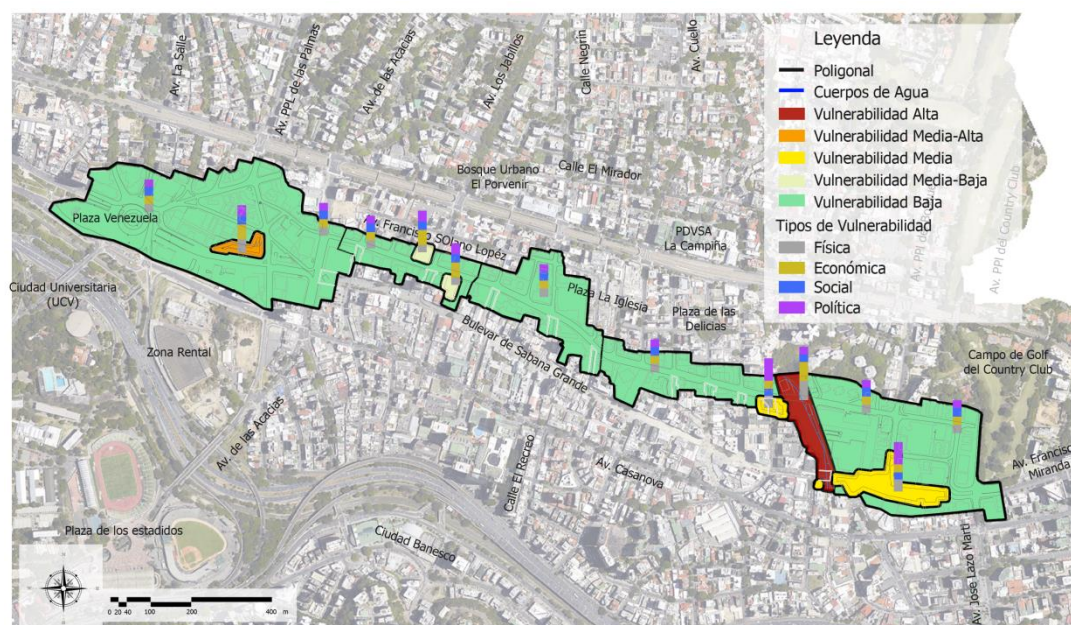 Av. La Salle
Av. PPL de las Palmas
Av. de las Acacias
Av. Los Jabillos
Calle Negrín
Av. Cuello
Leyenda
Poligonal
Cuerpos de Agua
Vulnerabilidad Alta
Vulnerabilidad Media-Alta
Vulnerabilidad Media
Vulnerabilidad Media-Baja
Vulnerabilidad Baja
Tipos de Vulnerabilidad
Física
Económica
Social
Política
Av. PPl del Country Club
Bosque Urbano
El Porvenir
Calle El Mirador
Plaza Venezuela
Av. Francisco SOlano Lopéz
PDVSA
La Campiña
Ciudad Universitaria
(UCV)
Plaza La Iglesia
Plaza de las
Delicias
Zona Rental
Bulevar de Sabana Grande
Campo de Golf
del Country Club
Av. de las Acacias
Calle El Recreo
Av. Casanova
Av. Francisco
Miranda
Plaza de los estadidos
Ciudad Banesco
Av. Jose Lazo Martí
0 20 40 100 200 400 m